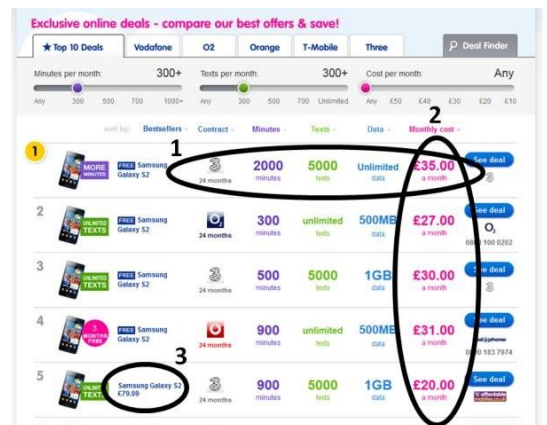 Exclusive online deals - compare our best offers & save!
★ Top 10 Deals Vodafone O2 Orange T-Mobile Three Deal Finder
Minutes per month: 300+ Texts per month: 300+ Cost per month: Any
Any 300 500 700 1000+ Any 300 500 700 Unlimited Any £50 £40 £30 £20 £10
2
sort by: Bestsellers Contract Minutes Texts Data Monthly cost
1
1 MORE MINUTES FREE Samsung Galaxy S2 3 24 months 2000 minutes 5000 texts Unlimited data £35.00 a month See deal 3
2 UNLIMITED TEXTS FREE Samsung Galaxy S2 O2 24 months 300 minutes unlimited texts 500MB data £27.00 a month See deal O2 0202
3 UNLIMITED TEXTS FREE Samsung Galaxy S2 3 24 months 500 minutes 5000 texts 1GB data £30.00 a month See deal 3
4 3 MONTHS FREE FREE Samsung Galaxy S2 24 months 900 minutes unlimited texts 500MB data £31.00 a month See deal 183 7974
3
5 UNLIMITED TEXTS Samsung Galaxy S2 £79.99 3 24 months 900 minutes 5000 texts 1GB data £20.00 a month See deal